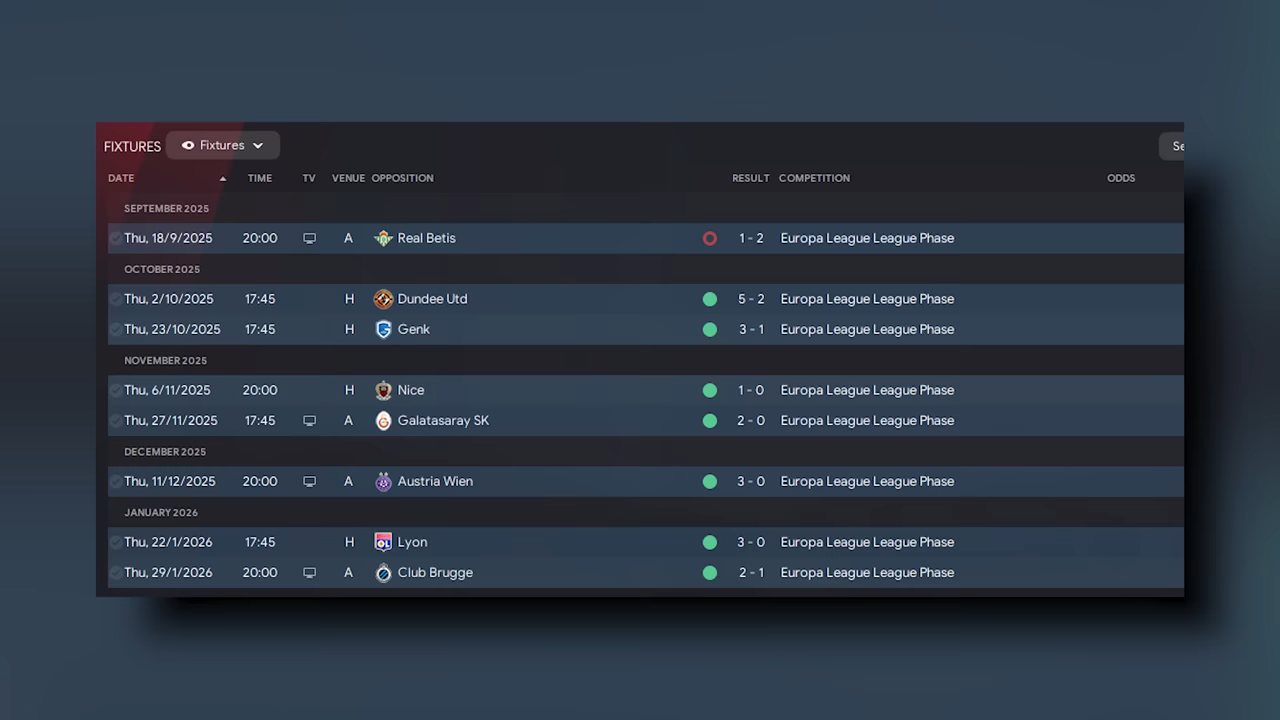 FIXTURES Fixtures Se
DATE TIME TV VENUE OPPOSITION RESULT COMPETITION ODDS
SEPTEMBER 2025
Thu, 18/9/2025 20:00 A Real Betis 1 - 2 Europa League League Phase
OCTOBER 2025
Thu, 2/10/2025 17:45 H Dundee Utd 5 - 2 Europa League League Phase
Thu, 23/10/2025 17:45 H Genk 3 - 1 Europa League League Phase
NOVEMBER 2025
Thu, 6/11/2025 20:00 H Nice 1 - 0 Europa League League Phase
Thu, 27/11/2025 17:45 A Galatasaray SK 2 - 0 Europa League League Phase
DECEMBER 2025
Thu, 11/12/2025 20:00 A Austria Wien 3 - 0 Europa League League Phase
JANUARY 2026
Thu, 22/1/2026 17:45 H Lyon 3 - 0 Europa League League Phase
Thu, 29/1/2026 20:00 A Club Brugge 2 - 1 Europa League League Phase